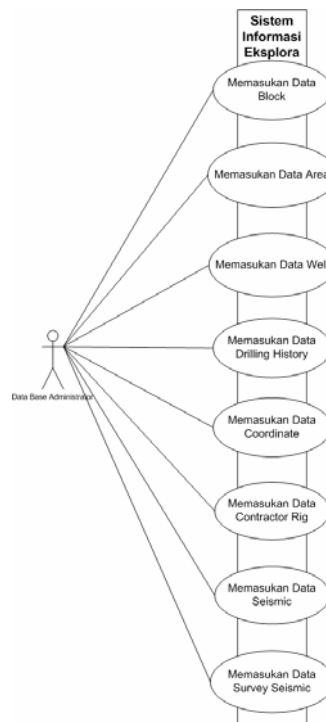 Sistem
Informasi
Eksplora
Memasukan Data
Block
Memasukan Data Area
Memasukan Data Wel
Memasukan Data
Drilling History
Data Base Administrator
Memasukan Data
Coordinate
Memasukan Data
Contractor Rig
Memasukan Data
Seismic
Memasukan Data
Survey Seismic